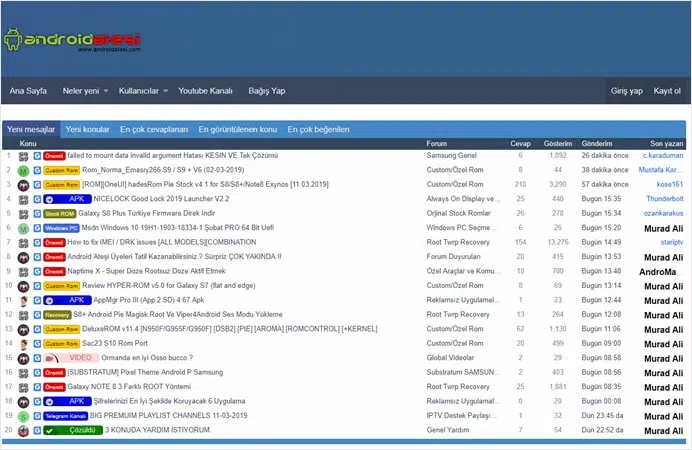 androidatesi
www.androidatesi.com
Ana Sayfa Neler yeni Kullanıcılar Youtube Kanalı Bağış Yap Giriş yap Kayıt ol
Yeni mesajlar Yeni konular En çok cevaplanan En görüntülenen konu En çok beğenilen
Konu Forum Cevap Gösterim Gönderim Son yazan
1 Önemli failed to mount data invalid argument Hatası KESIN VE Tek Çözümü Samsung Genel 6 1,892 26 dakika önce c.karaduman
2 M Custom Rom Rom_Norma_Emasry266 S9 / S9 + V6 (02-03-2019) Custom/Özel Rom 8 44 38 dakika önce Mustafa Kar...
3 Custom Rom [ROM][OneUI] hadesRom Pie Stock v4.1 for S8/S8+/Note8 Exynos [11.03.2019] Custom/Özel Rom 210 3,290 57 dakika önce kose161
4 APK NICELOCK Good Lock 2019 Launcher V2.2 Always On Display ve... 5 54 Bugün 15:35 Thunderbolt
5 Stock ROM Galaxy S8 Plus Türkiye Firmware Direk İndir Orjinal Stock Romlar 26 278 Bugün 15:34 ozankarakus
6 M Windows PC Msdn Windows 10 19H1-1903-18334-1 Şubat PRO 64 Bit Uefi Windows PC Seçme ... 6 26 Bugün 15:20 Murad Ali
7 Önemli How to fix IMEI / DRK issues [ALL MODELS][COMBINATION Root Twrp Recovery 154 13,276 Bugün 14:49 stariptv
8 Önemli Android Ateşi Üyeleri Tatil Kazanabilirsiniz.? Sürpriz ÇOK YAKINDA.!! Forum Duyuruları 20 415 Bugün 13:53 Murad Ali
9 Önemli Naptime X - Super Doze Rootsuz Doze Aktif Etmek Özel Araçlar ve Komu... 10 700 Bugün 13:48 AndroMa...
10 Custom Rom Review HYPER-ROM v5.0 for Galaxy S7 (flat and edge) Custom/Özel Rom 8 69 Bugün 13:14 Murad Ali
11 APK AppMgr Pro III (App 2 SD) 4.67 Apk Reklamsız Uygulamal... 1 23 Bugün 12:44 Murad Ali
12 Recovery S8+ Android Pie Magisk Root Ve Viper4Android Ses Modu Yükleme Root Twrp Recovery 13 264 Bugün 12:08 Murad Ali
13 Custom Rom DeluxeROM v11.4 [N950F/G955F/G950F] [DSB2] [PIE] [AROMA] [ROMCONTROL] [+KERNEL] Custom/Özel Rom 62 1,130 Bugün 11:06 Murad Ali
14 Custom Rom Sac23 S10 Rom Port Custom/Özel Rom 20 499 Bugün 09:00 Murad Ali
15 VİDEO Ormanda en iyi Osso bucco ? Global Videolar 2 29 Bugün 08:58 Murad Ali
16 Önemli [SUBSTRATUM] Pixel Theme Android P Samsung Substratum SAMSUN... 2 403 Bugün 08:56 Murad Ali
17 Önemli Galaxy NOTE 8 3 Farklı ROOT Yöntemi Root Twrp Recovery 25 1,881 Bugün 08:35 Murad Ali
18 APK Şifrelerinizi En İyi Şekilde Koruyacak 6 Uygulama Reklamsız Uygulamal... 0 20 Bugün 00:08 Murad Ali
19 S Telegram Kanalı BIG PREMUIM PLAYLIST CHANNELS 11-03-2019 IPTV Destek Paylaşı... 1 32 Dün 23:45 da Murad Ali
20 Çözüldü 3 KONUDA YARDIM İSTİYORUM Genel Yardım 7 54 Dün 22:52 da Murad Ali